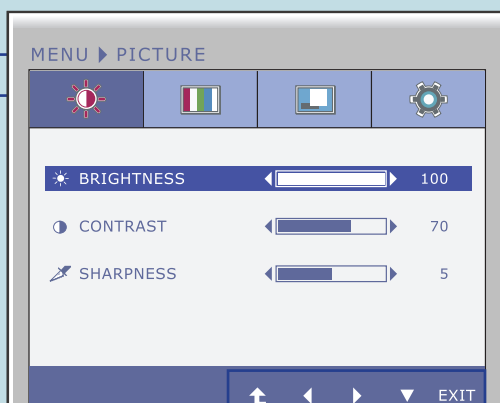 MENU PICTURE
BRIGHTNESS 100
CONTRAST 70
SHARPNESS 5
EXIT